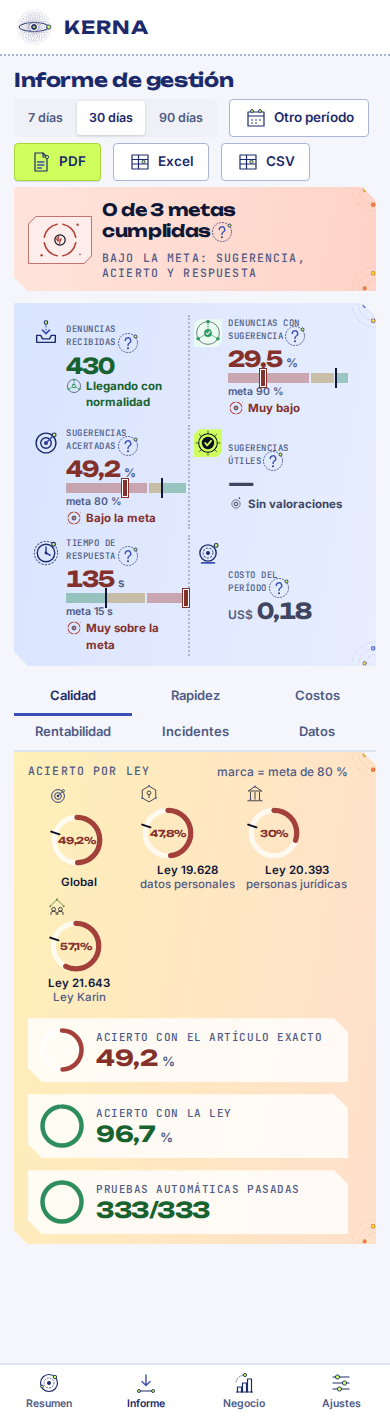 KERNA
Informe de gestión
7 días
30 días
90 días
Otro período
PDF
Excel
CSV
0 de 3 metas
cumplidas?
BAJO LA META: SUGERENCIA,
ACIERTO Y RESPUESTA
DENUNCIAS
RECIBIDAS ?
430
Llegando con
normalidad
DENUNCIAS CON
SUGERENCIA ?
29,5 %
meta 90 %
Muy bajo
SUGERENCIAS
ACERTADAS ?
49,2 %
meta 80 %
Bajo la meta
SUGERENCIAS
ÚTILES ?
—
Sin valoraciones
TIEMPO DE
RESPUESTA ?
135 s
meta 15 s
Muy sobre la
meta
COSTO DEL
PERÍODO ?
US$ 0,18
Calidad
Rapidez
Costos
Rentabilidad
Incidentes
Datos
ACIERTO POR LEY
marca = meta de 80 %
49,2%
Global
47,8%
Ley 19.628
datos personales
30%
Ley 20.393
personas jurídicas
57,1%
Ley 21.643
Ley Karin
ACIERTO CON EL ARTÍCULO EXACTO
49,2 %
ACIERTO CON LA LEY
96,7 %
PRUEBAS AUTOMÁTICAS PASADAS
333/333
Resumen
Informe
Negocio
Ajustes